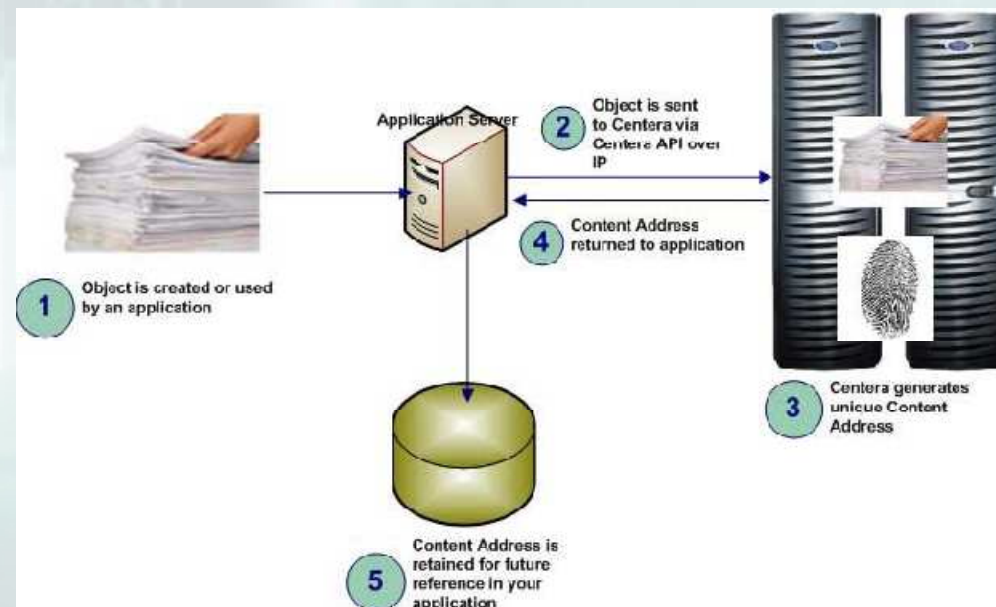 1
Object is created or used
by an application
Application Server
2
Object is sent
to Centera via
Centera API over
IP
3
Centera generates
unique Content
Address
4
Content Address
returned to application
5
Content Address is
retained for future
reference in your
application